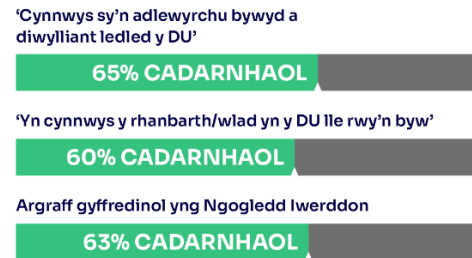 ‘Cynnwys sy’n adlewyrchu bywyd a
diwylliant ledled y DU’
65% CADARNHAOL
‘Yn cynnwys y rhanbarth/wlad yn y DU lle rwy’n byw’
60% CADARNHAOL
Argraff gyffredinol yng Ngogledd Iwerddon
63% CADARNHAOL